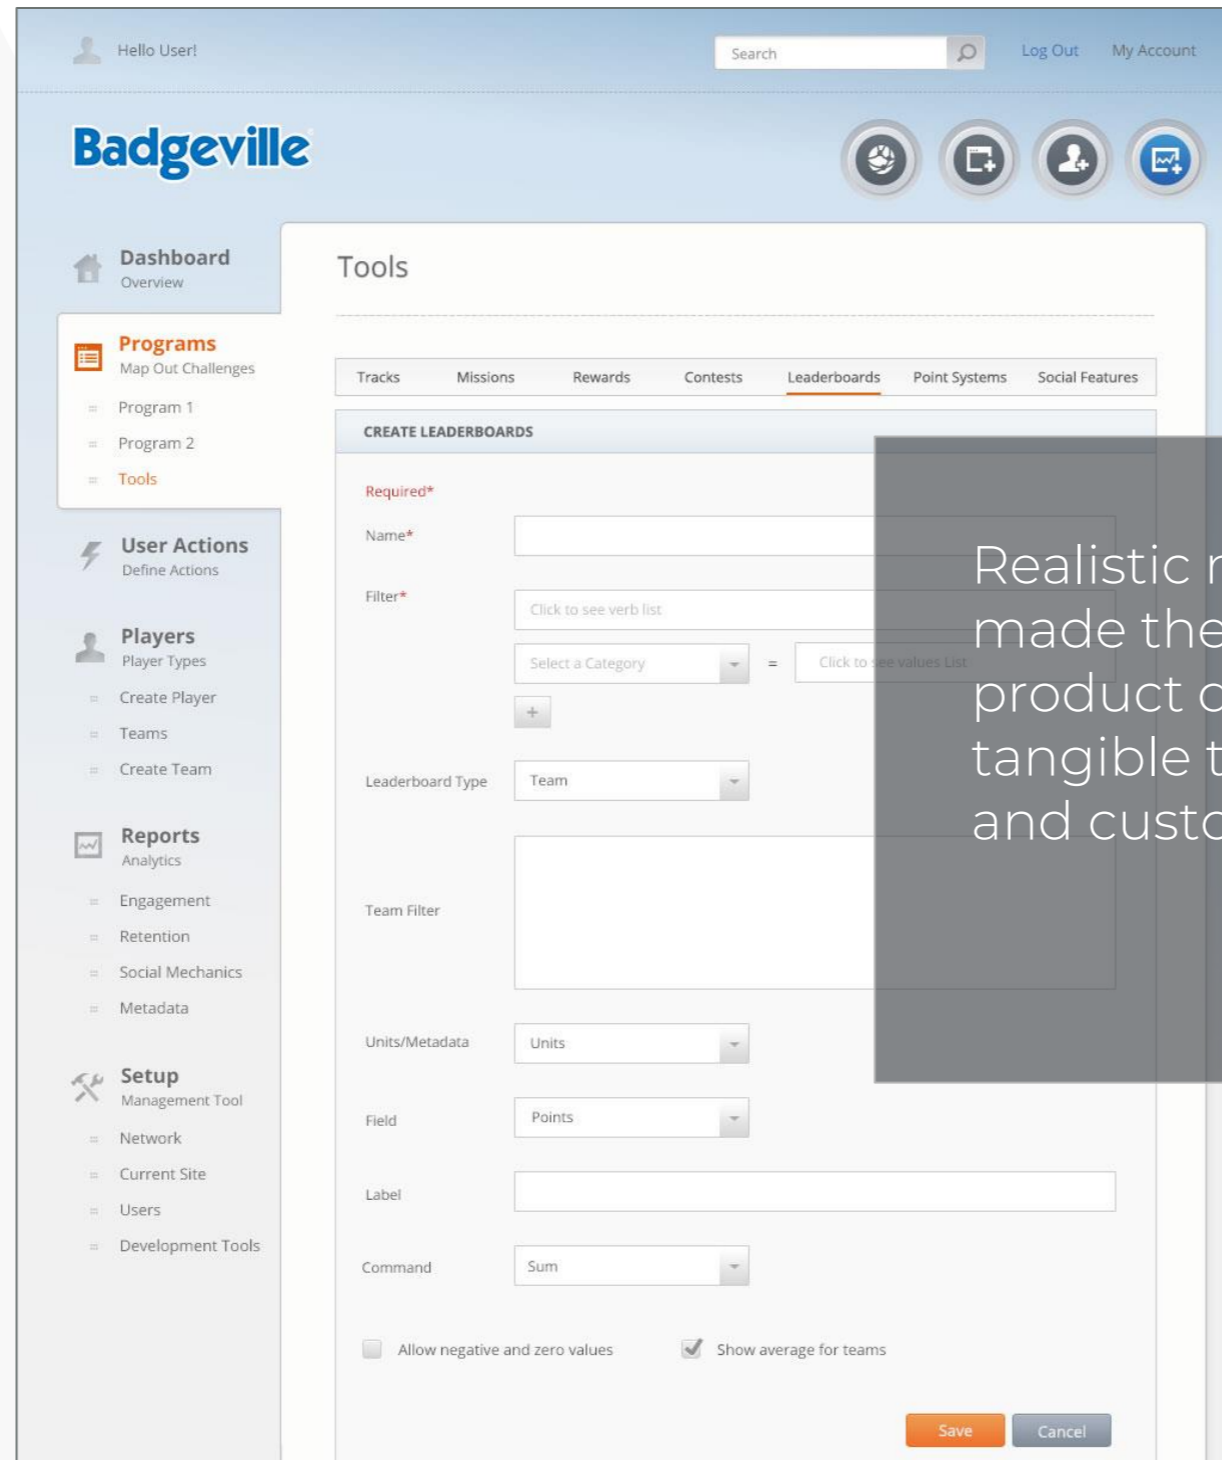 Hello User!
Search
Log Out My Account
Badgeville
Dashboard
Overview
Programs
Map Out Challenges
Program 1
Program 2
Tools
User Actions
Define Actions
Players
Player Types
Create Player
Teams
Create Team
Reports
Analytics
Engagement
Retention
Social Mechanics
Metadata
Setup
Management Tool
Network
Current Site
Users
Development Tools
Tools
Tracks Missions Rewards Contests Leaderboards Point Systems Social Features
CREATE LEADERBOARDS
Required*
Name*
Filter* Click to see verb list
Select a Category = Click to see values List
+
Leaderboard Type Team
Team Filter
Units/Metadata Units
Field Points
Label
Command Sum
Allow negative and zero values Show average for teams
Save Cancel
Realistic
made the
product
tangible
and